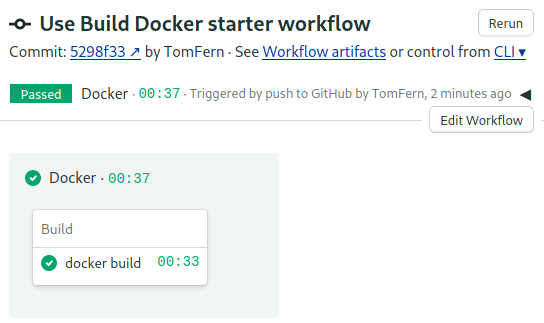 Use Build Docker starter workflow
Rerun
Commit: 5298f33 ↗ by TomFern · See Workflow artifacts or control from CLI ▾
Passed Docker · 00:37 · Triggered by push to GitHub by TomFern, 2 minutes ago ◀
Edit Workflow
Docker · 00:37
Build
docker build 00:33